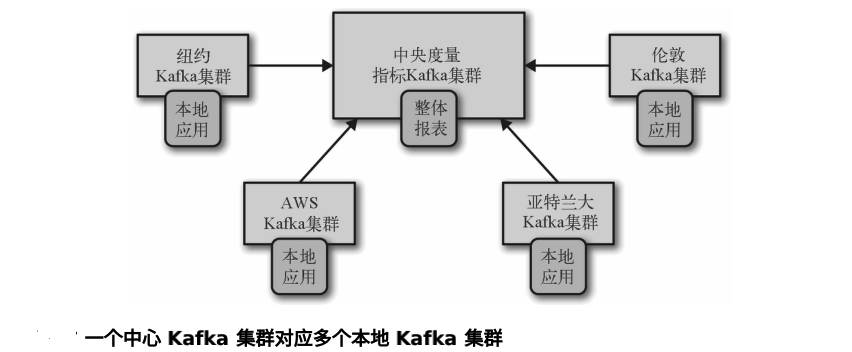 纽约
Kafka集群
本地
应用
中央度量
指标Kafka集群
整体
报表
伦敦
Kafka集群
本地
应用
AWS
Kafka集群
本地
应用
亚特兰大
Kafka集群
本地
应用
一个中心 Kafka 集群对应多个本地 Kafka 集群